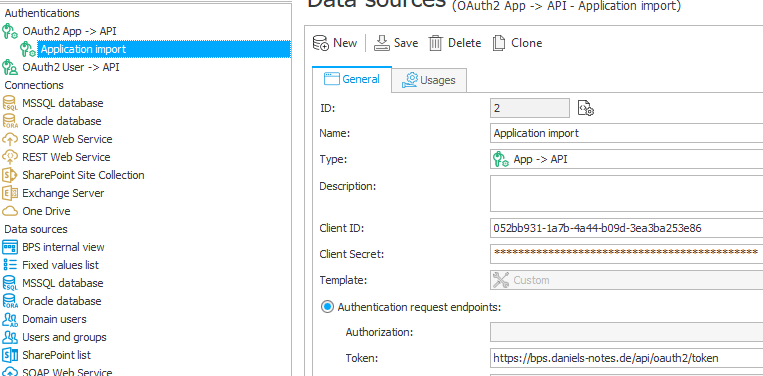 Data sources (OAuth2 App -> API - Application import)
Authentications
OAuth2 App -> API
Application import
OAuth2 User -> API
Connections
MSSQL database
Oracle database
SOAP Web Service
REST Web Service
SharePoint Site Collection
Exchange Server
One Drive
Data sources
BPS internal view
Fixed values list
MSSQL database
Oracle database
Domain users
Users and groups
SharePoint list
SOAP Web Service
New Save Delete Clone
General Usages
ID: 2
Name: Application import
Type: App -> API
Description:
Client ID: 052bb931-1a7b-4a44-b09d-3ea3ba253e86
Client Secret: ********************************************
Template: Custom
Authentication request endpoints:
Authorization:
Token: https://bps.daniels-notes.de/api/oauth2/token